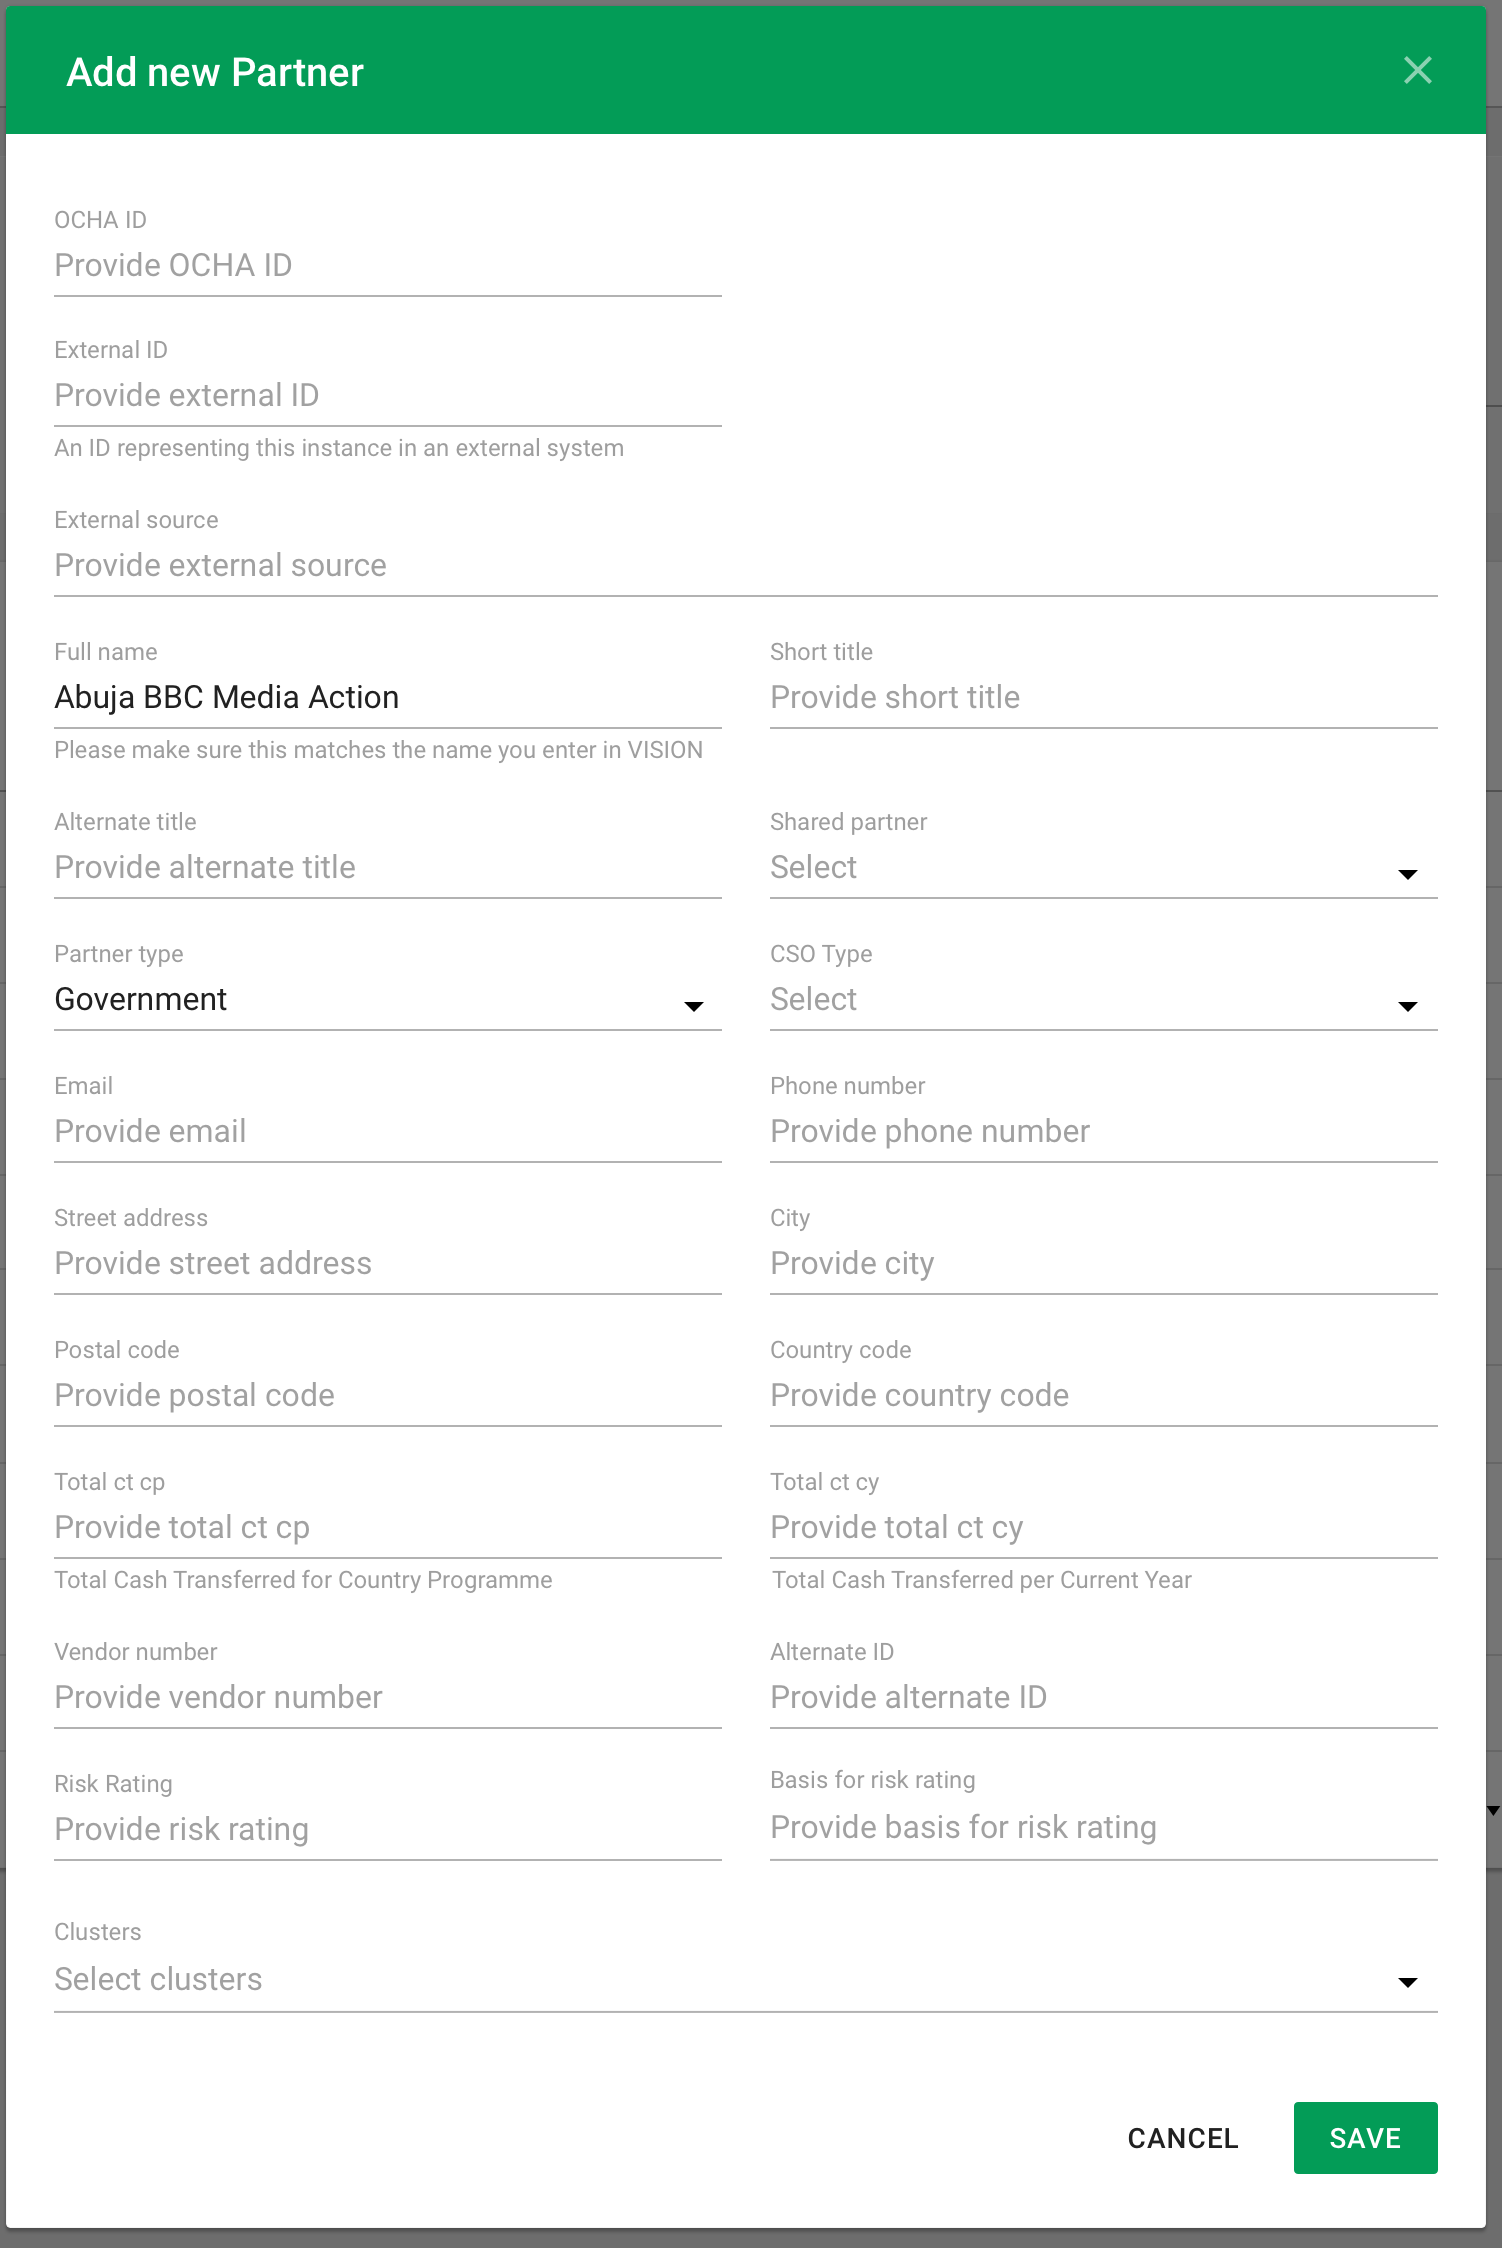 Add new Partner
OCHA ID
Provide OCHA ID
External ID
Provide external ID
An ID representing this instance in an external system
External source
Provide external source
Full name
Abuja BBC Media Action
Please make sure this matches the name you enter in VISION
Short title
Provide short title
Alternate title
Provide alternate title
Shared partner
Select
Partner type
Government
CSO Type
Select
Email
Provide email
Phone number
Provide phone number
Street address
Provide street address
City
Provide city
Postal code
Provide postal code
Country code
Provide country code
Total ct cp
Provide total ct cp
Total Cash Transferred for Country Programme
Total ct cy
Provide total ct cy
Total Cash Transferred per Current Year
Vendor number
Provide vendor number
Alternate ID
Provide alternate ID
Risk Rating
Provide risk rating
Basis for risk rating
Provide basis for risk rating
Clusters
Select clusters
CANCEL
SAVE